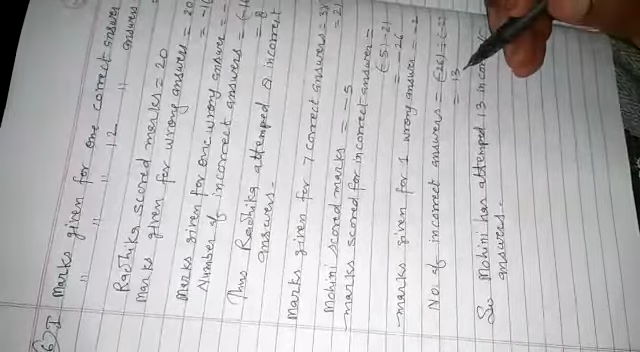 6) I Marks given for one correct answer
" " " 12 " answers =
Radhika scored marks = 20
Marks given for wrong answers = 20
= -16
Marks given for one wrong answer = -
Number of incorrect answers = (-16
= 8
Thus Radhika attempted 8 incorrect
answers.
Marks given for 7 correct answers = 3x
= 21
Mohini scored marks = -5
marks scored for incorrect answers =
(-5)-21
= -26
marks given for 1 wrong answer = -2
No. of incorrect answers = (-26) ÷ (-2)
= 13
So Mohini has attempted 13 incorrec
answers.